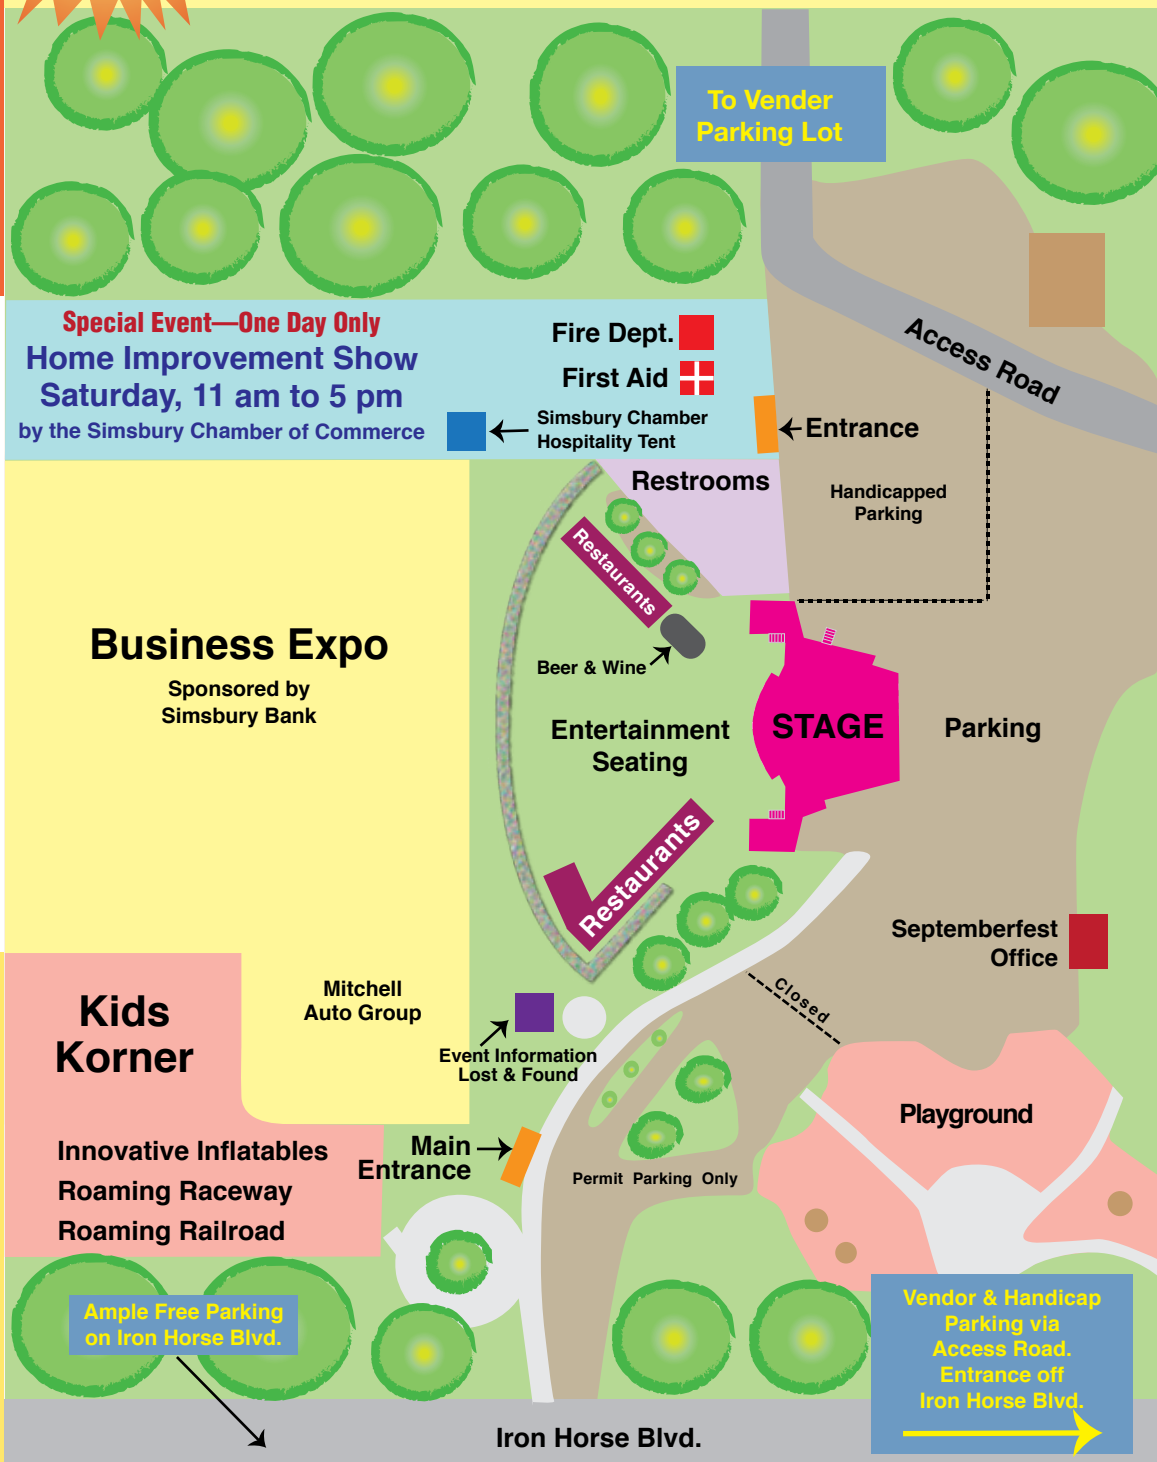 To Vender
Parking Lot
Special Event—One Day Only
Home Improvement Show
Saturday, 11 am to 5 pm
by the Simsbury Chamber of Commerce
Fire Dept.
First Aid
Simsbury Chamber
Hospitality Tent
Access Road
Entrance
Restrooms
Handicapped
Parking
Restaurants
Beer & Wine
Business Expo
Sponsored by
Simsbury Bank
Entertainment
Seating
STAGE
Parking
Restaurants
Septemberfest
Office
Closed
Mitchell
Auto Group
Kids
Korner
Event Information
Lost & Found
Playground
Innovative Inflatables
Roaming Raceway
Roaming Railroad
Main
Entrance
Permit Parking Only
Ample Free Parking
on Iron Horse Blvd.
Vendor & Handicap
Parking via
Access Road.
Entrance off
Iron Horse Blvd.
Iron Horse Blvd.